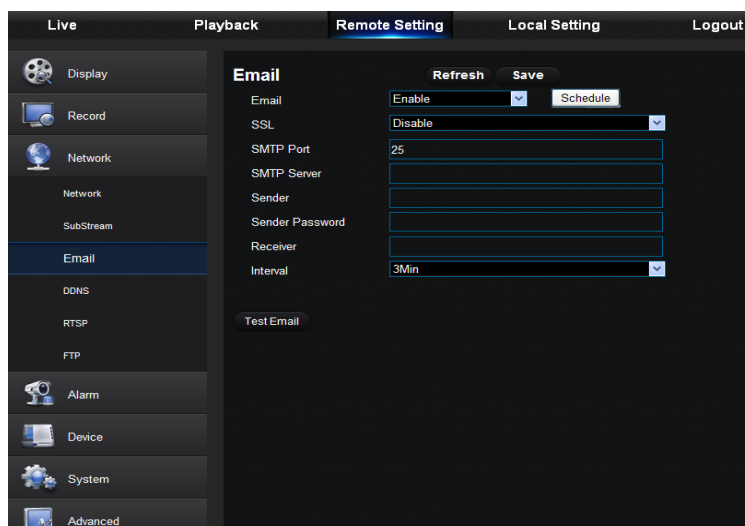 Live Playback Remote Setting Local Setting Logout
Display
Record
Network
Network
SubStream
Email
DDNS
RTSP
FTP
Alarm
Device
System
Advanced
Email Refresh Save
Email Enable Schedule
SSL Disable
SMTP Port 25
SMTP Server
Sender
Sender Password
Receiver
Interval 3Min
Test Email